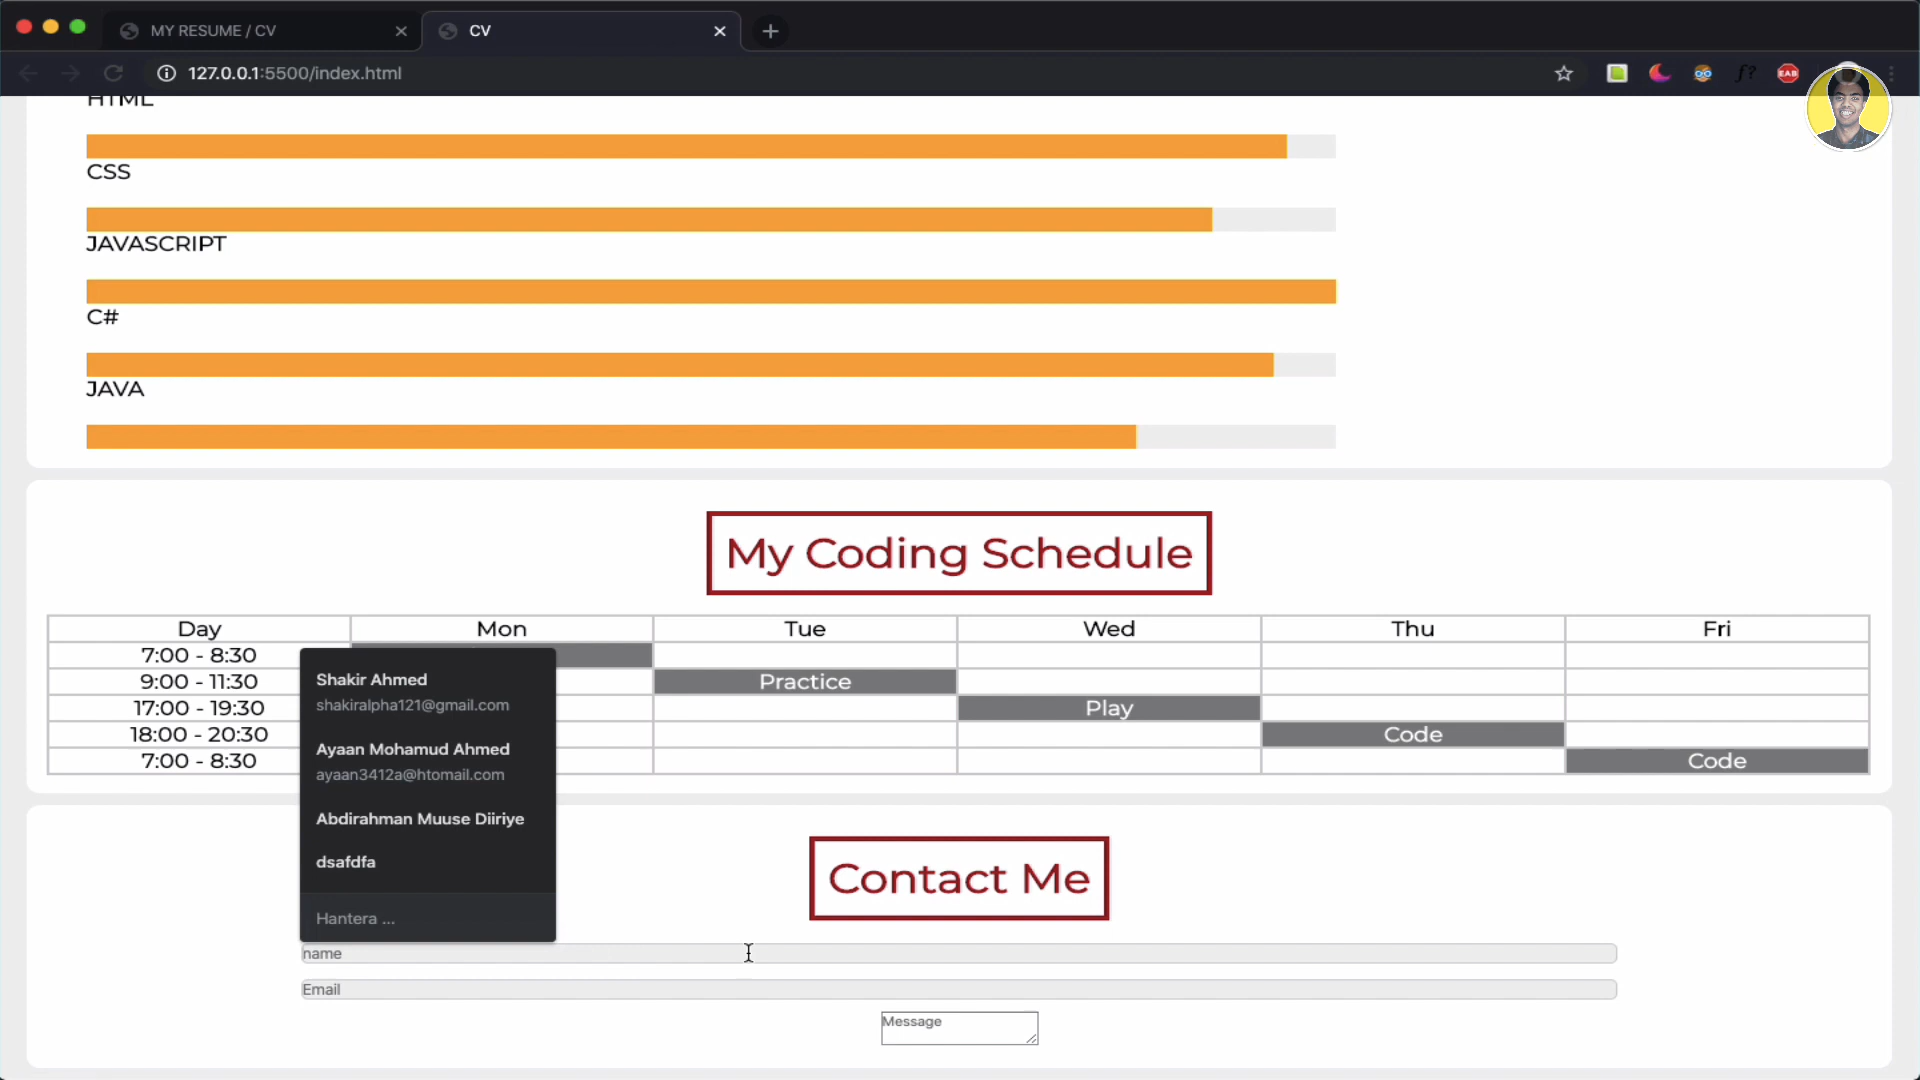 MY RESUME / CV
CV
127.0.0.1:5500/index.html
f?
EAB
HTML
CSS
JAVASCRIPT
C#
JAVA
My Coding Schedule
Day Mon Tue Wed Thu Fri
7:00 - 8:30
9:00 - 11:30 Practice
17:00 - 19:30 Play
18:00 - 20:30 Code
7:00 - 8:30 Code
Shakir Ahmed
shakiralpha121@gmail.com
Ayaan Mohamud Ahmed
ayaan3412a@htomail.com
Abdirahman Muuse Diiriye
dsafdfa
Hantera ...
Contact Me
name
Email
Message